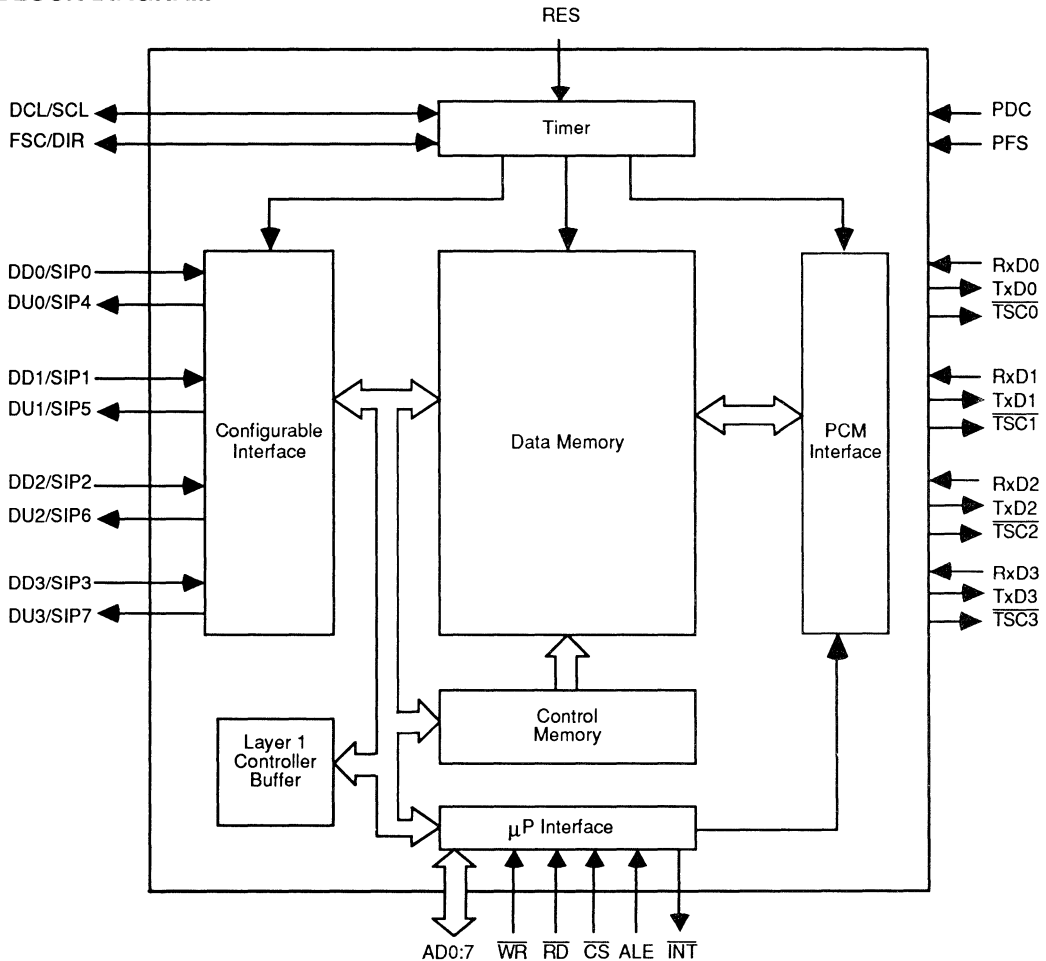 RES
DCL/SCL
FSC/DIR
Timer
PDC
PFS
DD0/SIP0
DU0/SIP4
DD1/SIP1
DU1/SIP5
DD2/SIP2
DU2/SIP6
DD3/SIP3
DU3/SIP7
Configurable
Interface
Data Memory
PCM
Interface
RxD0
TxD0
TSC0
RxD1
TxD1
TSC1
RxD2
TxD2
TSC2
RxD3
TxD3
TSC3
Control
Memory
Layer 1
Controller
Buffer
μP Interface
AD0:7 WR RD CS ALE INT